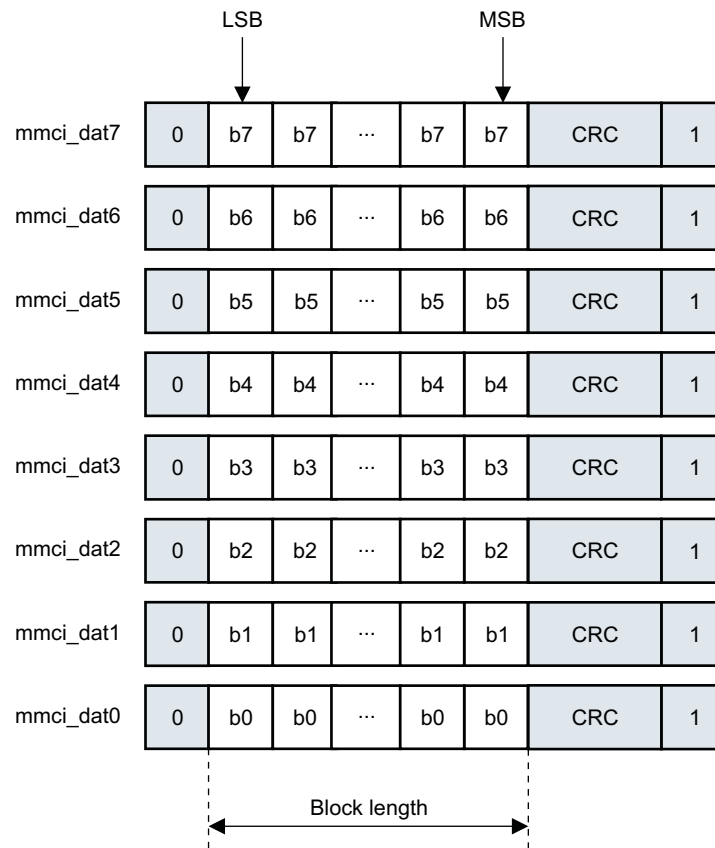 LSB MSB
mmci_dat7 0 b7 b7 ... b7 b7 CRC 1
mmci_dat6 0 b6 b6 ... b6 b6 CRC 1
mmci_dat5 0 b5 b5 ... b5 b5 CRC 1
mmci_dat4 0 b4 b4 ... b4 b4 CRC 1
mmci_dat3 0 b3 b3 ... b3 b3 CRC 1
mmci_dat2 0 b2 b2 ... b2 b2 CRC 1
mmci_dat1 0 b1 b1 ... b1 b1 CRC 1
mmci_dat0 0 b0 b0 ... b0 b0 CRC 1
Block length